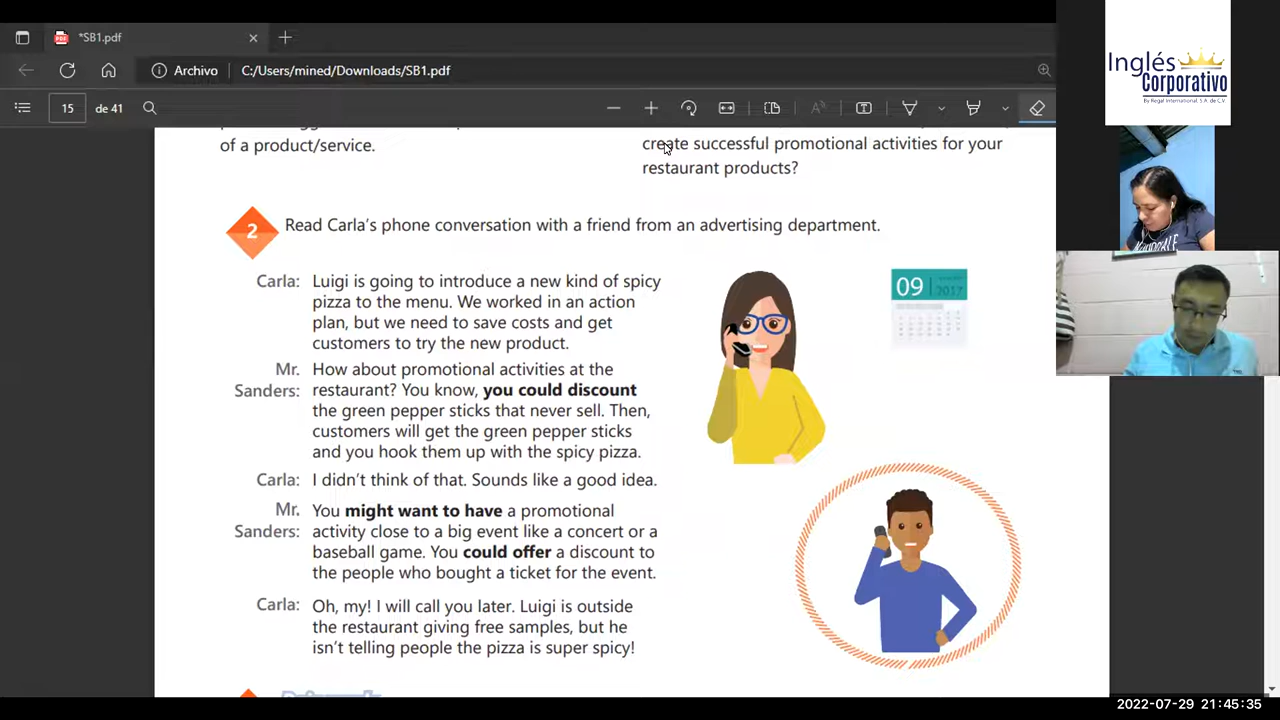 *SB1.pdf
Archivo
C:/Users/mined/Downloads/SB1.pdf
15 de 41
of a product/service.
create successful promotional activities for your
restaurant products?
2 Read Carla's phone conversation with a friend from an advertising department.
Carla: Luigi is going to introduce a new kind of spicy
pizza to the menu. We worked in an action
plan, but we need to save costs and get
customers to try the new product.
Mr. How about promotional activities at the
Sanders: restaurant? You know, you could discount
the green pepper sticks that never sell. Then,
customers will get the green pepper sticks
and you hook them up with the spicy pizza.
Carla: I didn't think of that. Sounds like a good idea.
Mr. You might want to have a promotional
Sanders: activity close to a big event like a concert or a
baseball game. You could offer a discount to
the people who bought a ticket for the event.
Carla: Oh, my! I will call you later. Luigi is outside
the restaurant giving free samples, but he
isn't telling people the pizza is super spicy!
09
2017
Inglés
Corporativo
By Regal International, S.A. de C.V.
2022-07-29 21:45:35